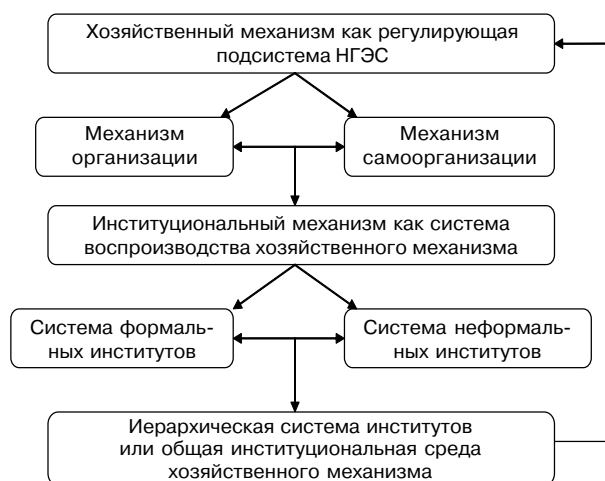 Хозяйственный механизм как регулирующая
подсистема НГЭС
Механизм
организации
Механизм
самоорганизации
Институциональный механизм как система
воспроизводства хозяйственного механизма
Система формаль-
ных институтов
Система неформаль-
ных институтов
Иерархическая система институтов
или общая институциональная среда
хозяйственного механизма